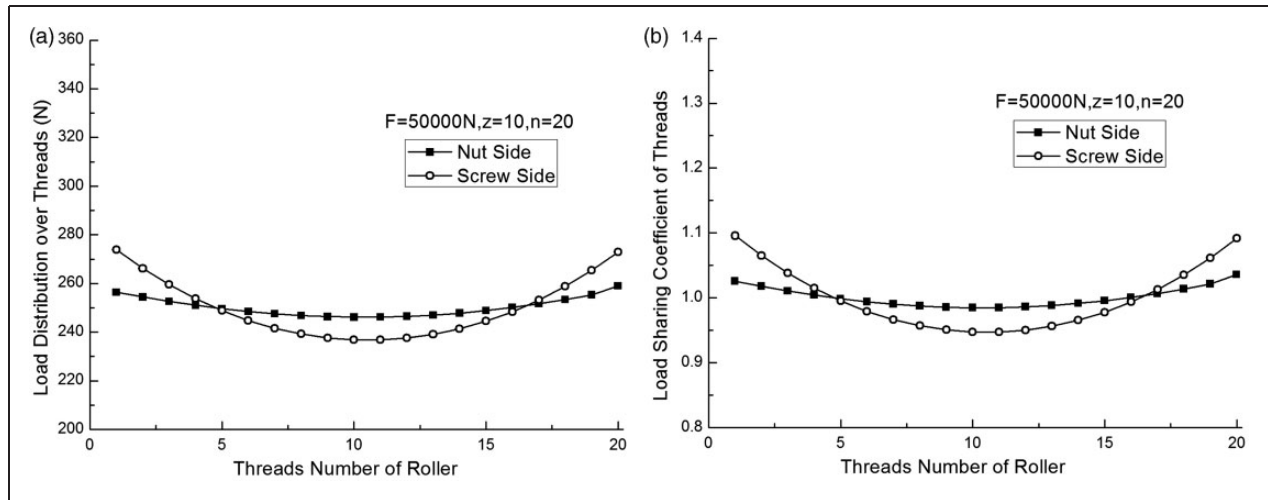 (a)
360
340
320
300
280
260
240
220
200
Load Distribution over Threads (N)
F=50000N,z=10,n=20
Nut Side
Screw Side
0 5 10 15 20
Threads Number of Roller
(b)
1.4
1.3
1.2
1.1
1.0
0.9
0.8
Load Sharing Coefficient of Threads
F=50000N,z=10,n=20
Nut Side
Screw Side
0 5 10 15 20
Threads Number of Roller